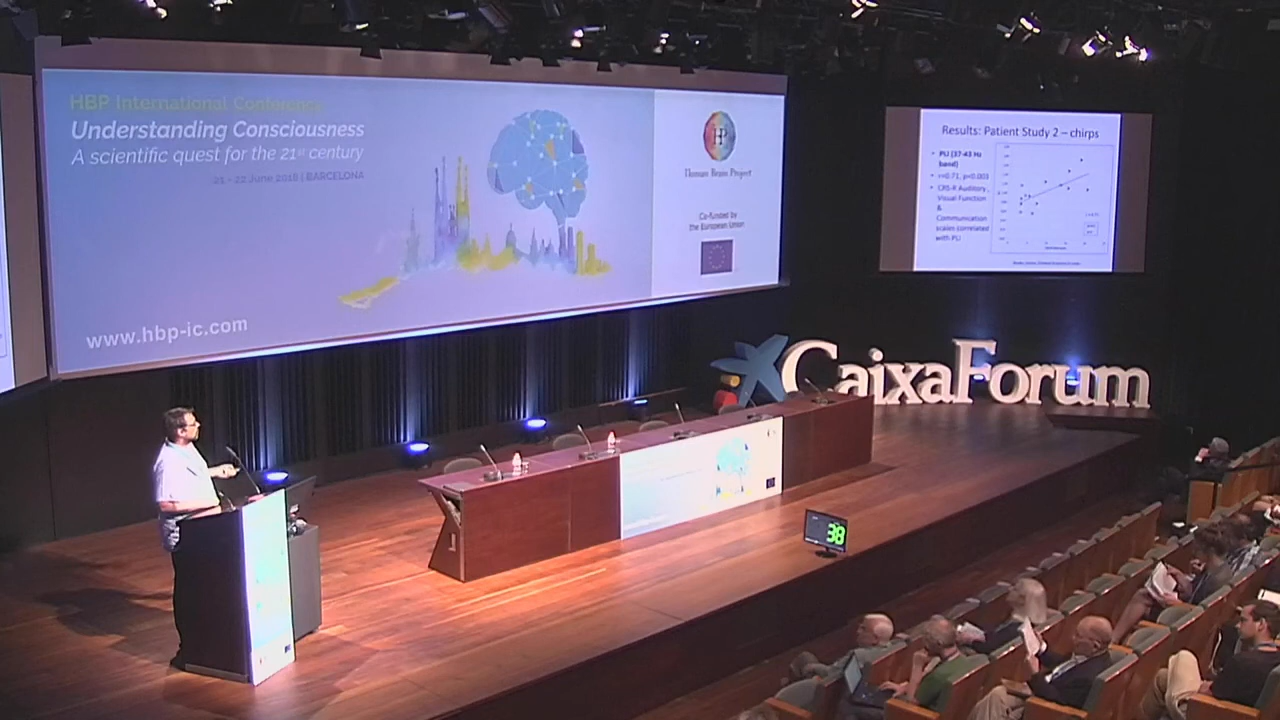 HBP International Conference
Understanding Consciousness
A scientific quest for the 21st century
21 - 22 June 2018 | BARCELONA
www.hbp-ic.com
HP
Human Brain Project
Co-funded by
the European Union
Results: Patient Study 2 – chirps
• PLI (37-43 Hz
band)
• r=0.71, p<0.003
• CRS-R Auditory,
Visual Function
&
Communication
scales correlated
with PLI
CaixaForum
38